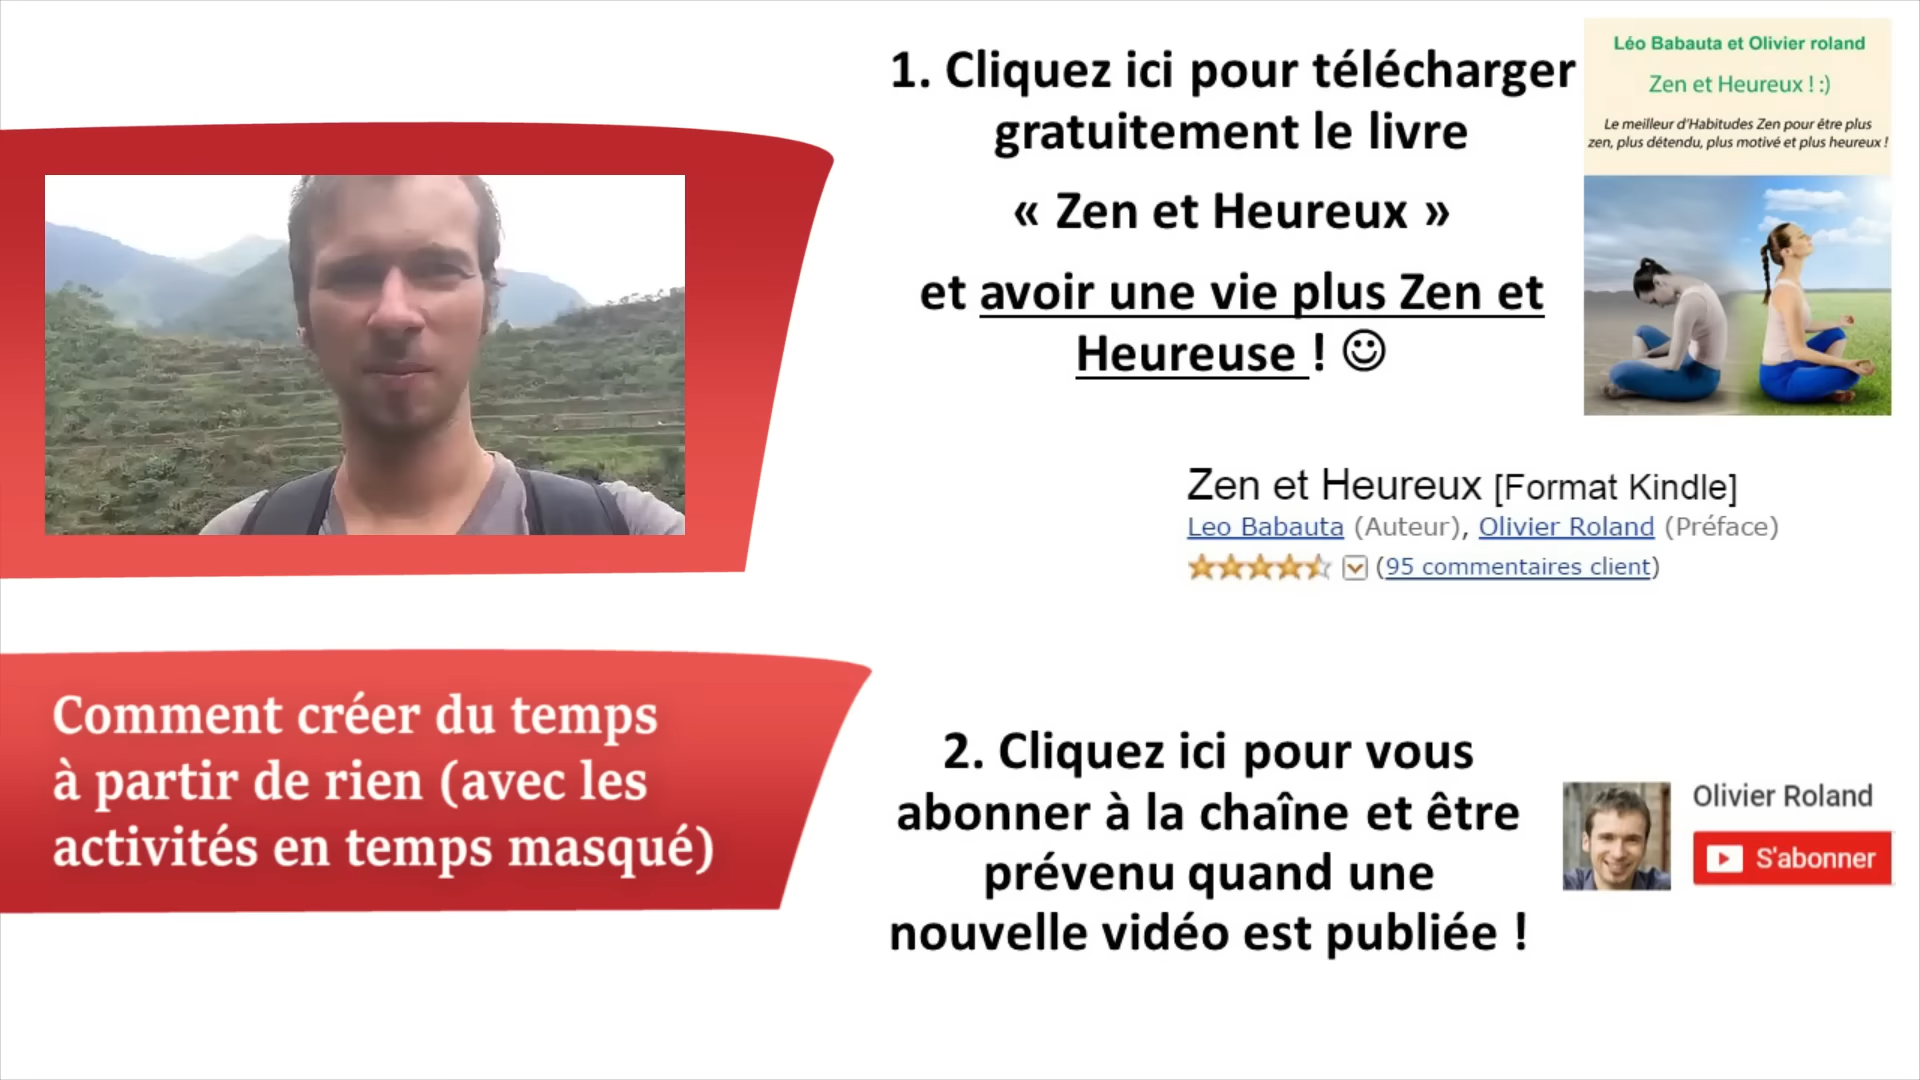 1. Cliquez ici pour télécharger
gratuitement le livre
« Zen et Heureux »
et avoir une vie plus Zen et
Heureuse ! ☺
Léo Babauta et Olivier roland
Zen et Heureux ! :)
Le meilleur d'Habitudes Zen pour être plus
zen, plus détendu, plus motivé et plus heureux !
Zen et Heureux [Format Kindle]
Leo Babauta (Auteur), Olivier Roland (Préface)
(95 commentaires client)
Comment créer du temps
à partir de rien (avec les
activités en temps masqué)
2. Cliquez ici pour vous
abonner à la chaîne et être
prévenu quand une
nouvelle vidéo est publiée !
Olivier Roland
S'abonner